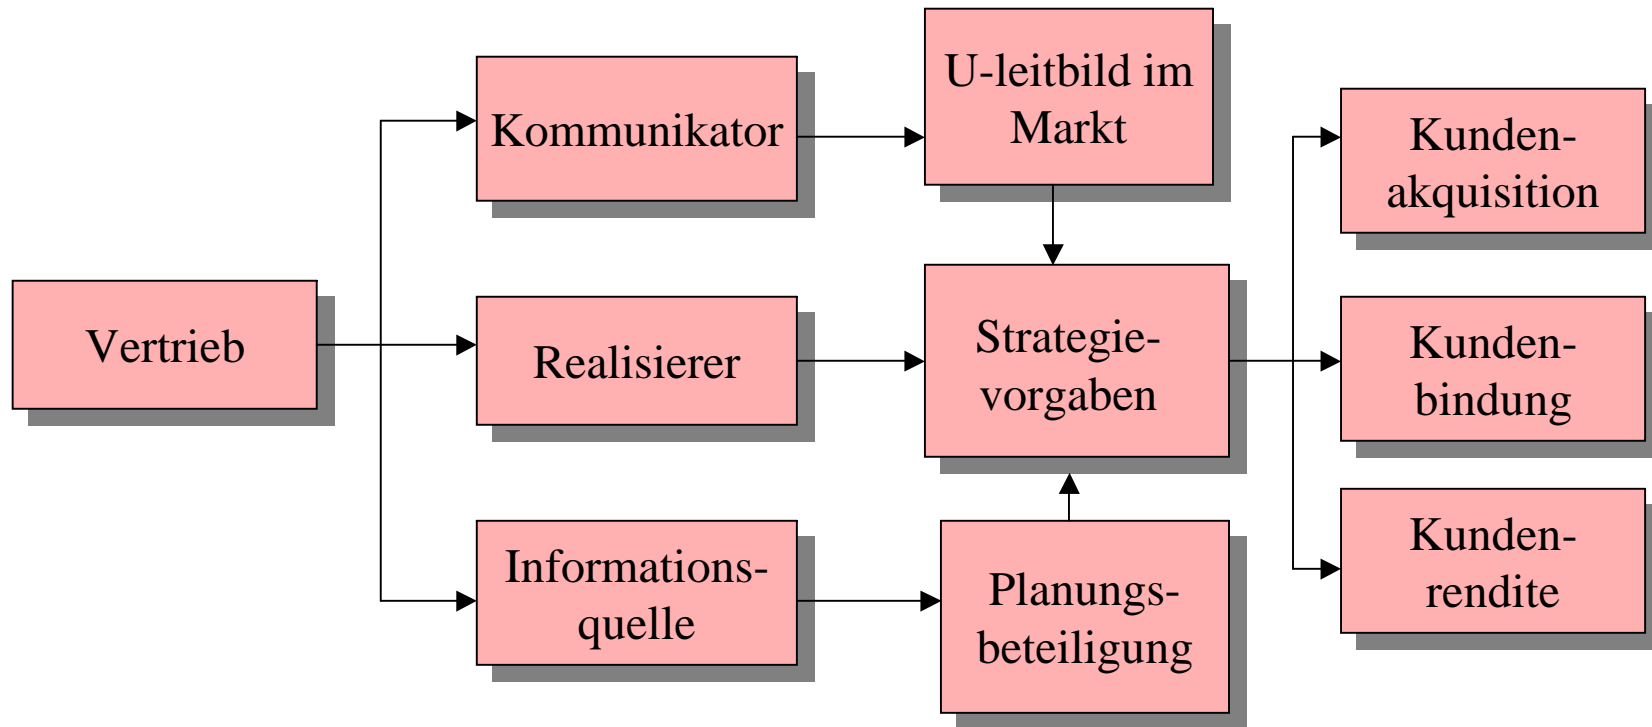 Vertrieb
Kommunikator
Realisierer
Informations-
quelle
U-leitbild im
Markt
Strategie-
vorgaben
Planungs-
beteiligung
Kunden-
akquisition
Kunden-
bindung
Kunden-
rendite